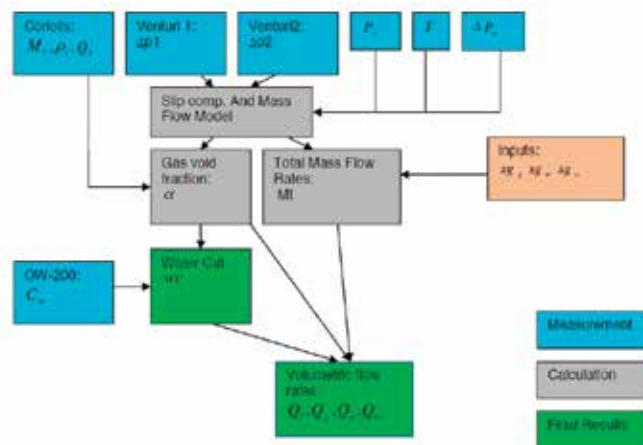 Coriolis:
Venturi 1:
Δp1
Venturi2:
Δp2
T
Slip comp. And Mass
Flow Model
Gas void
fraction:
α
Total Mass Flow
Rates:
Mt
Inputs:
OW-200:
Water Cut
Volumetric flow
rates
Measurement
Calculation
Final Results